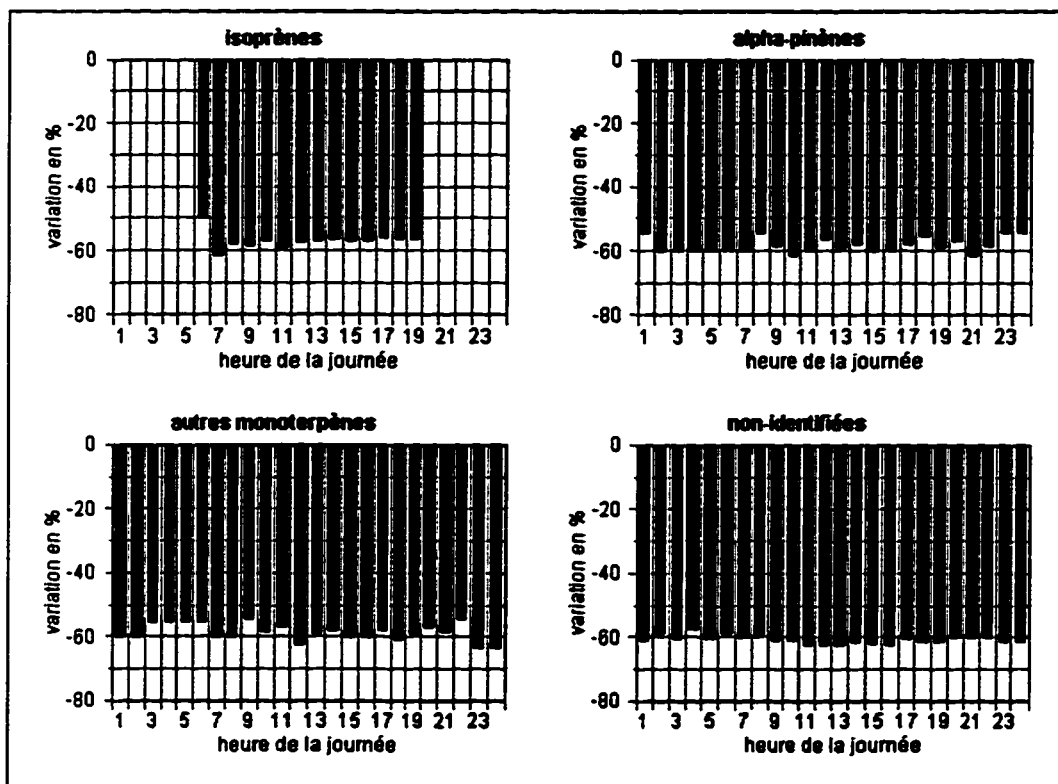 isoprènes
0
-20
-40
-60
-80
variation en %
1 3 5 7 9 11 13 15 17 19 21 23
heure de la journée
alpha-pinènes
0
-20
-40
-60
-80
variation en %
1 3 5 7 9 11 13 15 17 19 21 23
heure de la journée
autres monoterpènes
0
-20
-40
-60
-80
variation en %
1 3 5 7 9 11 13 15 17 19 21 23
heure de la journée
non-identifiées
0
-20
-40
-60
-80
variation en %
1 3 5 7 9 11 13 15 17 19 21 23
heure de la journée